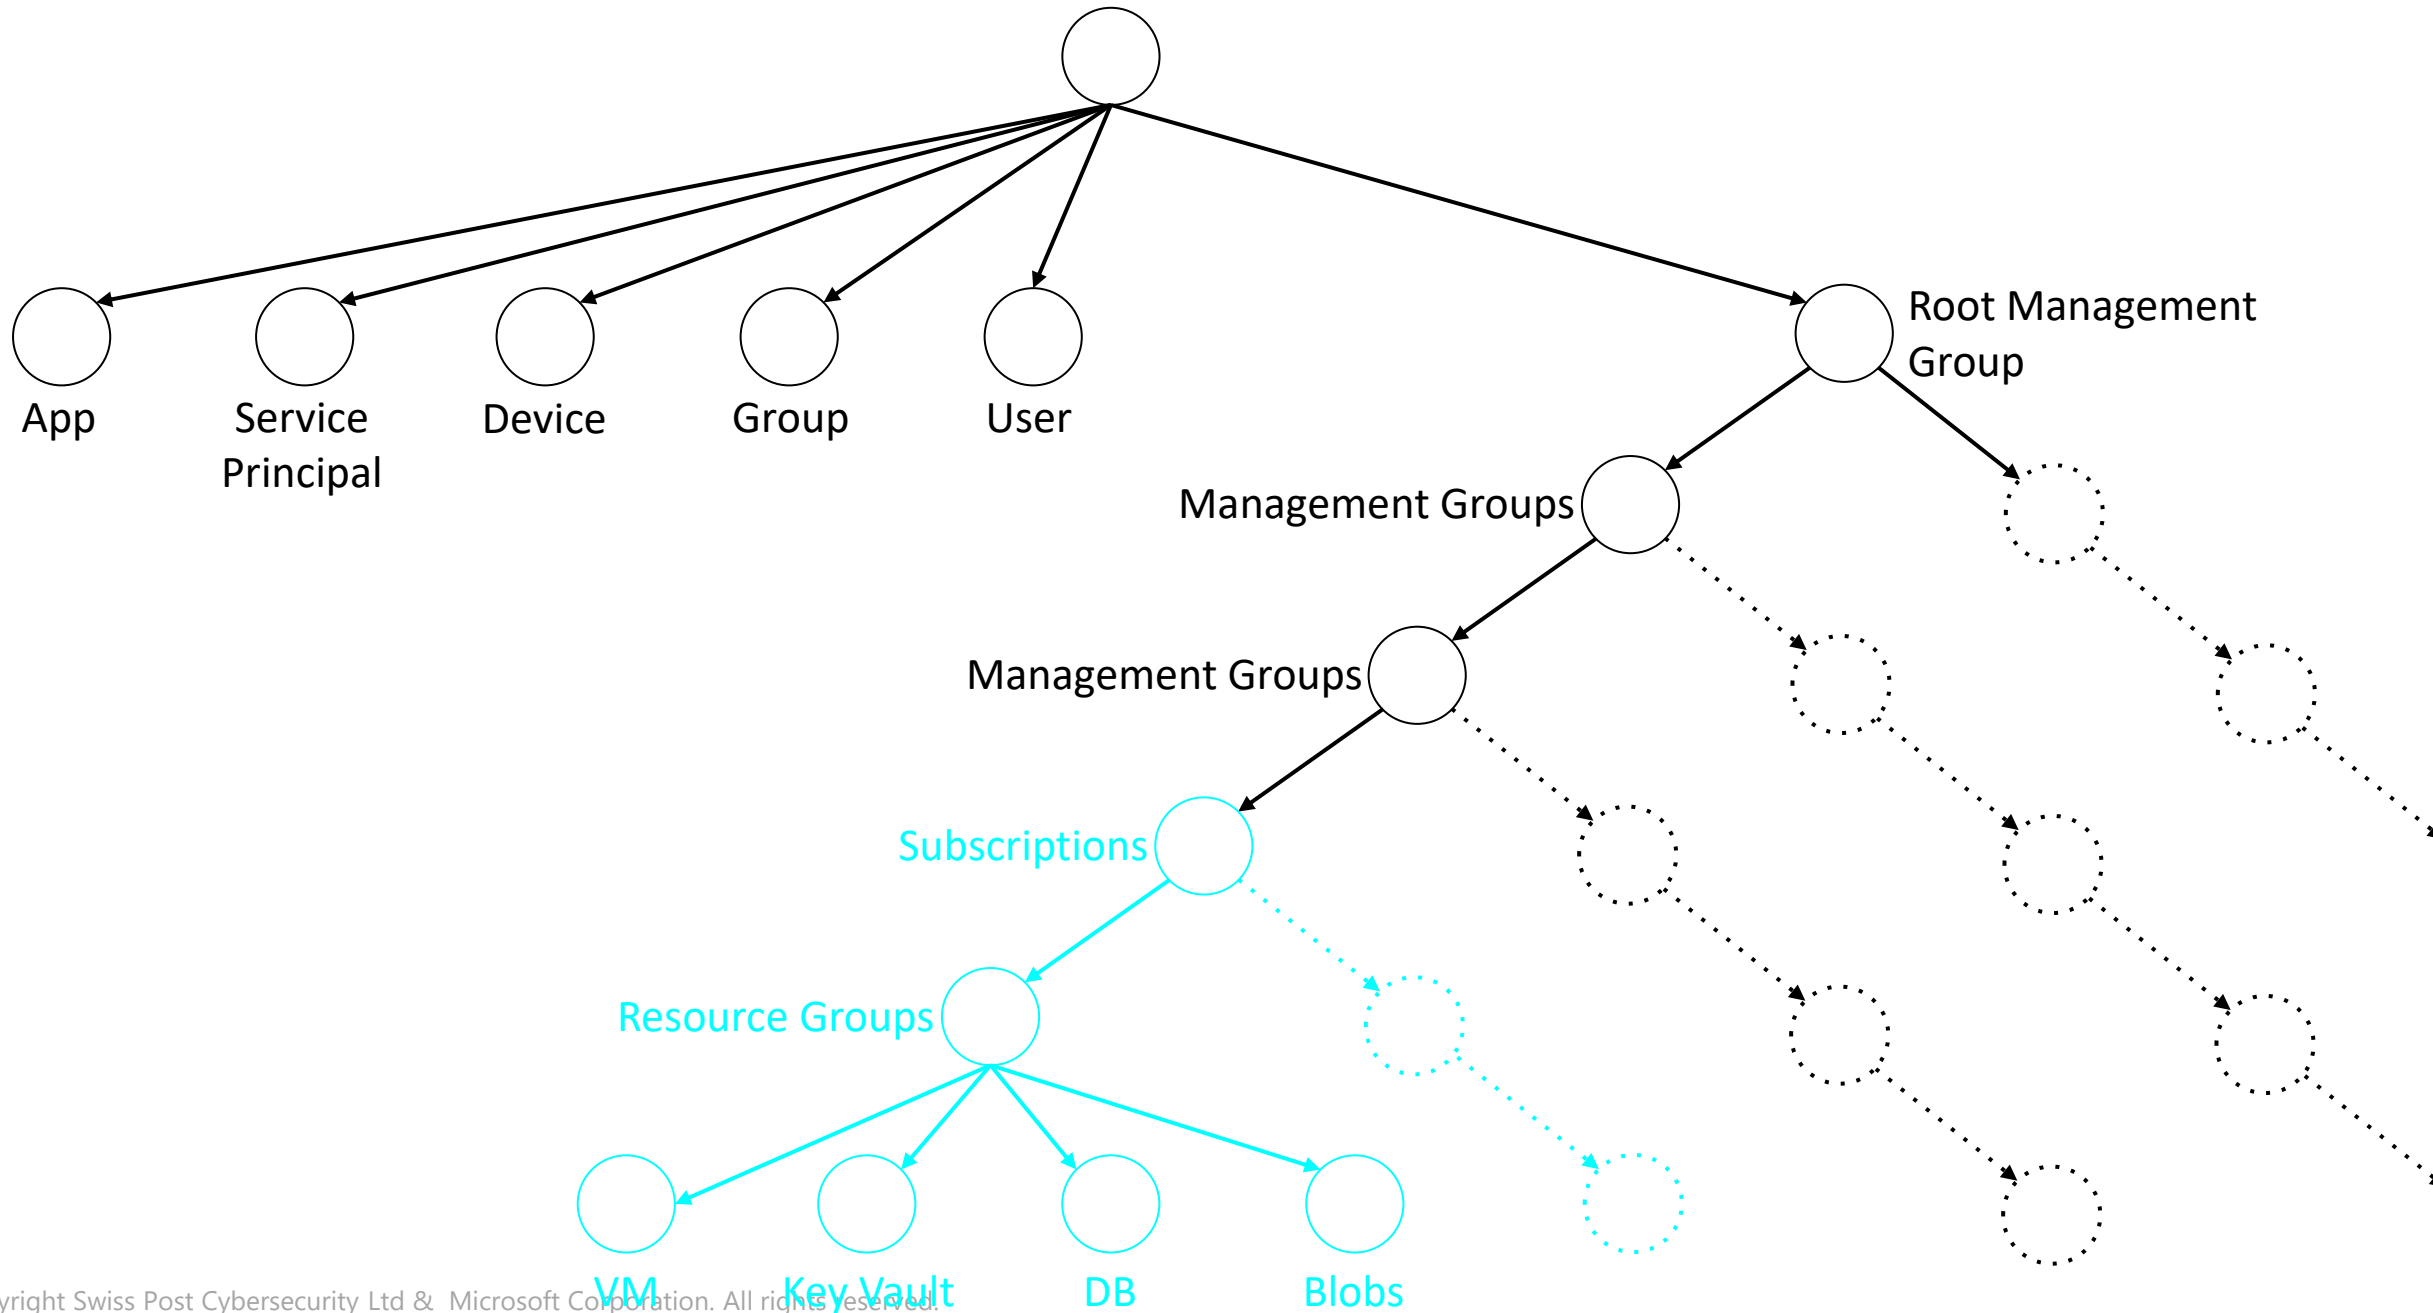 Root Management
Group
App
Service
Principal
Device
Group
User
Management Groups
Management Groups
Subscriptions
Resource Groups
VM
Key Vault
DB
Blobs
yright Swiss Post Cybersecurity Ltd & Microsoft Corporation. All rights reserved.